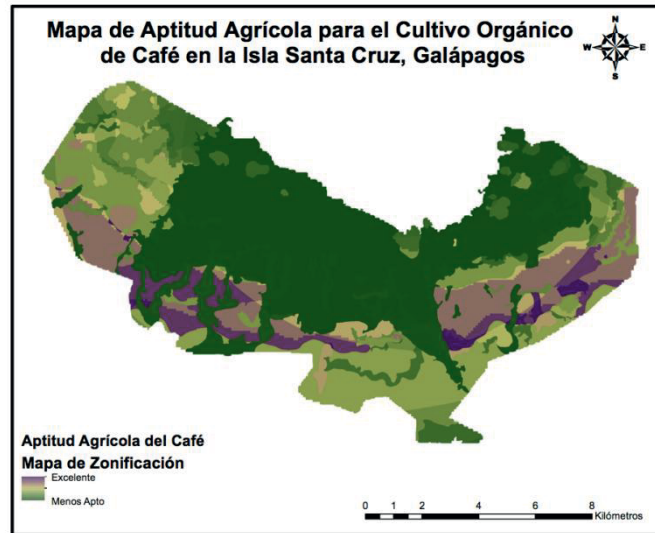 Mapa de Aptitud Agrícola para el Cultivo Orgánico
de Café en la Isla Santa Cruz, Galápagos
N
W E
S
Aptitud Agrícola del Café
Mapa de Zonificación
Excelente
Menos Apto
0 1 2 4 6 8
Kilómetros